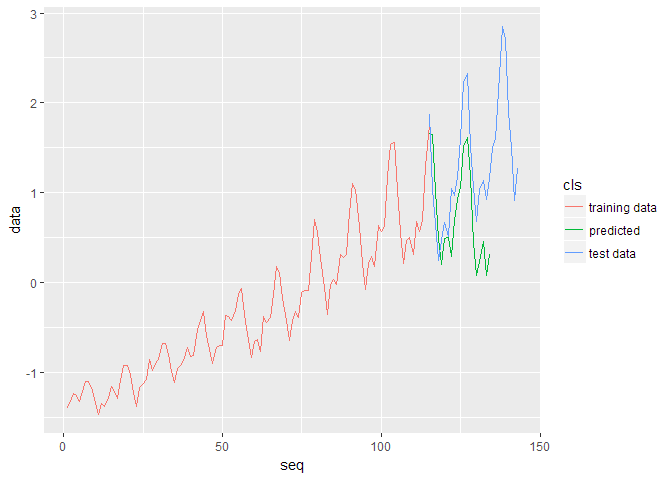 3
2
1
0
-1
data
0
50
100
150
seq
cls
training data
predicted
test data